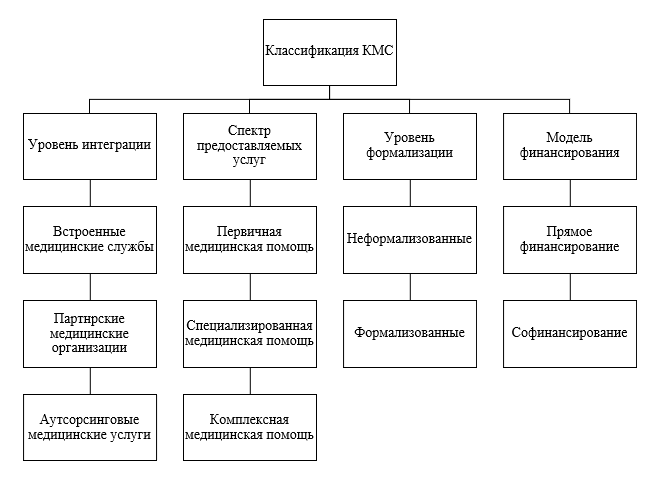 Классификация КМС
Уровень интеграции
Спектр
предоставляемых
услуг
Уровень
формализации
Модель
финансирования
Встроенные
медицинские службы
Первичная
медицинская помощь
Неформализованные
Прямое
финансирование
Партнрские
медицинские
организации
Специализированная
медицинская помощь
Формализованные
Софинансирование
Аутсорсинговые
медицинские услуги
Комплексная
медицинская помощь